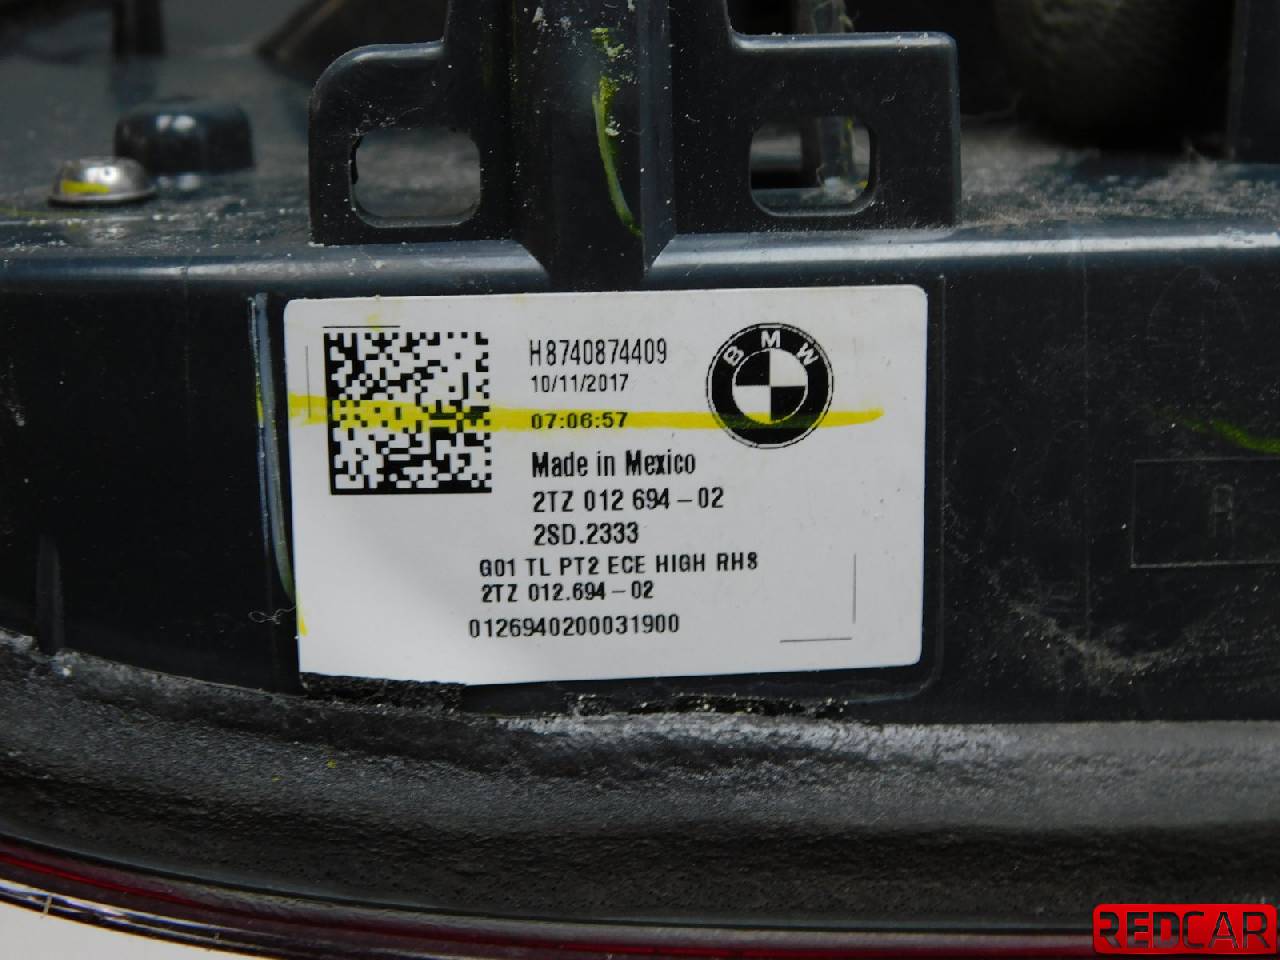 H8740874409
10/11/2017
07:06:57
BMW
Made in Mexico
2TZ 012 694-02
2SD.2333
G01 TL PT2 ECE HIGH RH8
2TZ 012.694-02
0126940200031900
A
REDCAR